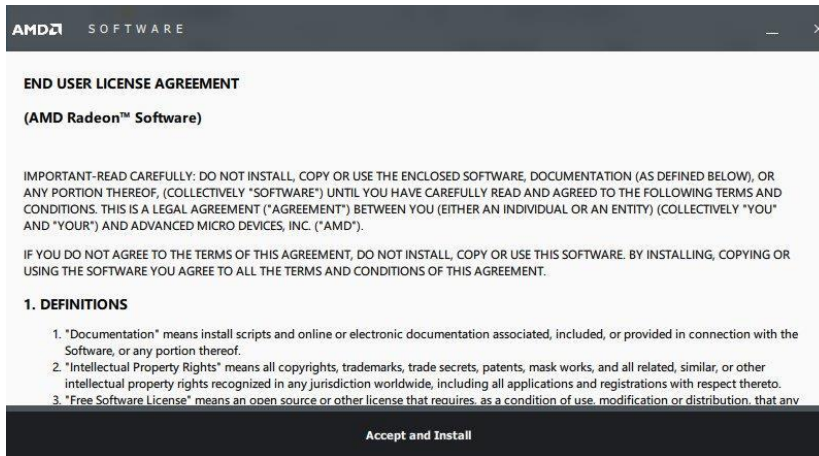 AMD SOFTWARE
END USER LICENSE AGREEMENT
(AMD Radeon™ Software)
IMPORTANT-READ CAREFULLY: DO NOT INSTALL, COPY OR USE THE ENCLOSED SOFTWARE, DOCUMENTATION (AS DEFINED BELOW), OR
ANY PORTION THEREOF, (COLLECTIVELY "SOFTWARE") UNTIL YOU HAVE CAREFULLY READ AND AGREED TO THE FOLLOWING TERMS AND
CONDITIONS. THIS IS A LEGAL AGREEMENT ("AGREEMENT") BETWEEN YOU (EITHER AN INDIVIDUAL OR AN ENTITY) (COLLECTIVELY "YOU"
AND "YOUR") AND ADVANCED MICRO DEVICES, INC. ("AMD").
IF YOU DO NOT AGREE TO THE TERMS OF THIS AGREEMENT, DO NOT INSTALL, COPY OR USE THIS SOFTWARE. BY INSTALLING, COPYING OR
USING THE SOFTWARE YOU AGREE TO ALL THE TERMS AND CONDITIONS OF THIS AGREEMENT.
1. DEFINITIONS
1. "Documentation" means install scripts and online or electronic documentation associated, included, or provided in connection with the
Software, or any portion thereof.
2. "Intellectual Property Rights" means all copyrights, trademarks, trade secrets, patents, mask works, and all related, similar, or other
intellectual property rights recognized in any jurisdiction worldwide, including all applications and registrations with respect thereto.
3. "Free Software License" means an open source or other license that requires, as a condition of use, modification or distribution, that any
Accept and Install